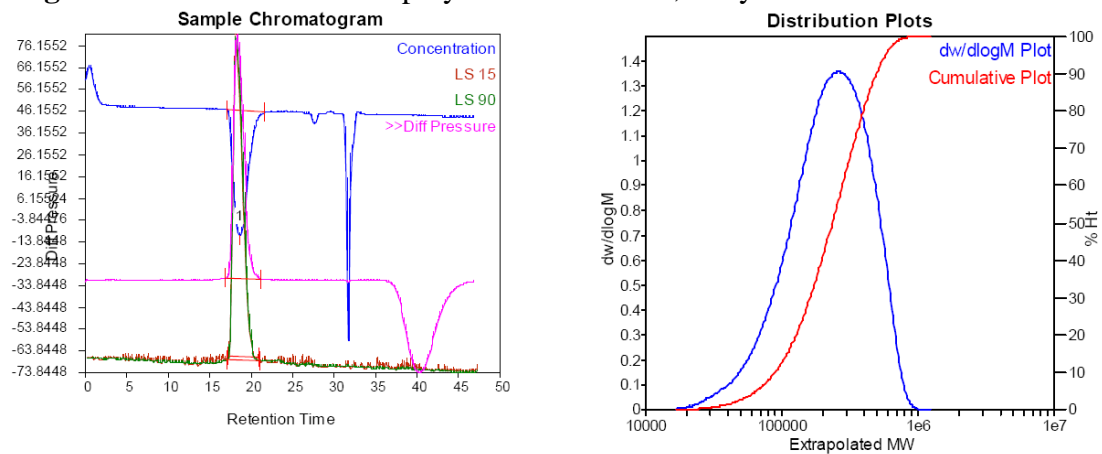 Sample Chromatogram
76.1552
66.1552
56.1552
46.1552
36.1552
26.1552
16.1552
6.15524
-3.84476
-13.8448
-23.8448
-33.8448
-43.8448
-53.8448
-63.8448
-73.8448
Diff Pressure
Concentration
LS 15
LS 90
>>Diff Pressure
1
0 5 10 15 20 25 30 35 40 45 50
Retention Time
Distribution Plots
dw/dlogM Plot
Cumulative Plot
1.4
1.3
1.2
1.1
1
0.9
0.8
0.7
0.6
0.5
0.4
0.3
0.2
0.1
0
dw/dlogM
100
90
80
70
60
50
40
30
20
10
0
% Ht
10000 100000 1e6 1e7
Extrapolated MW